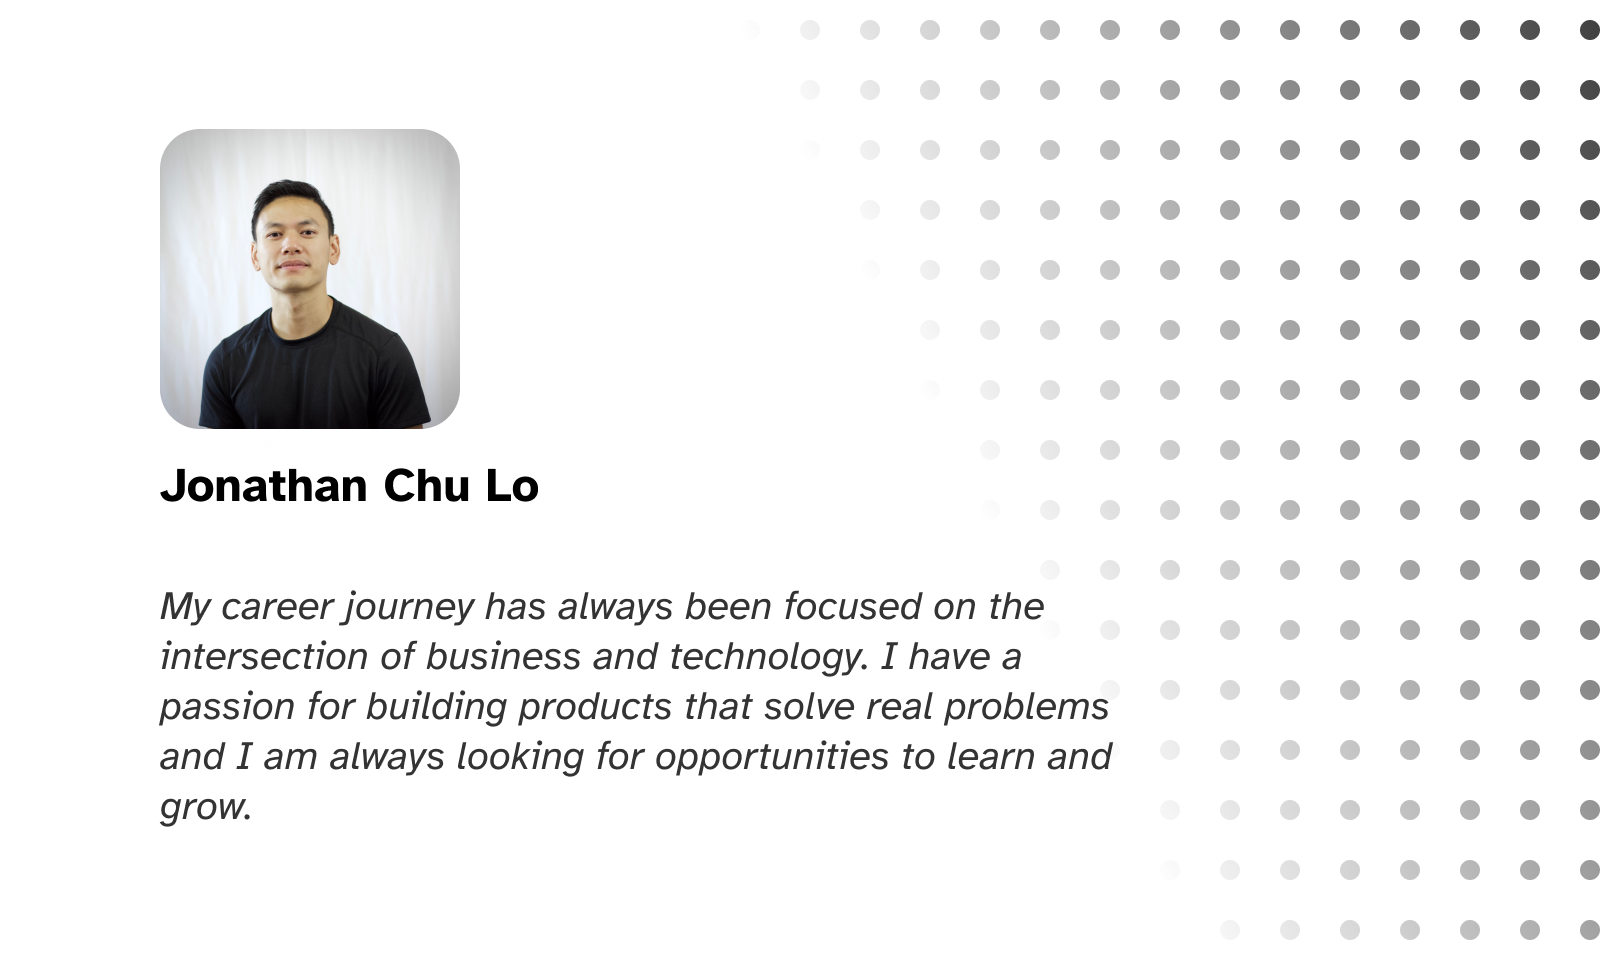 Jonathan Chu Lo
My career journey has always been focused on the
intersection of business and technology. I have a
passion for building products that solve real problems
and I am always looking for opportunities to learn and
grow.